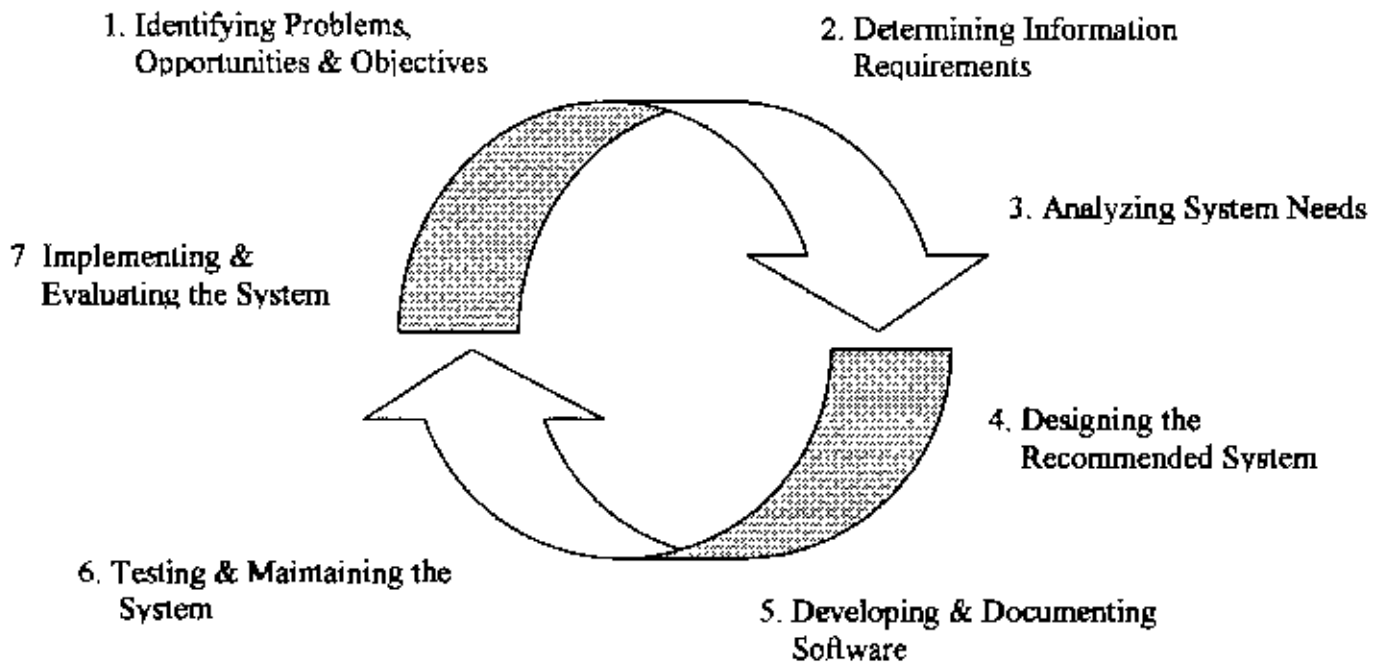 1. Identifying Problems,
Opportunities & Objectives
2. Determining Information
Requirements
3. Analyzing System Needs
4. Designing the
Recommended System
5. Developing & Documenting
Software
6. Testing & Maintaining the
System
7 Implementing &
Evaluating the System